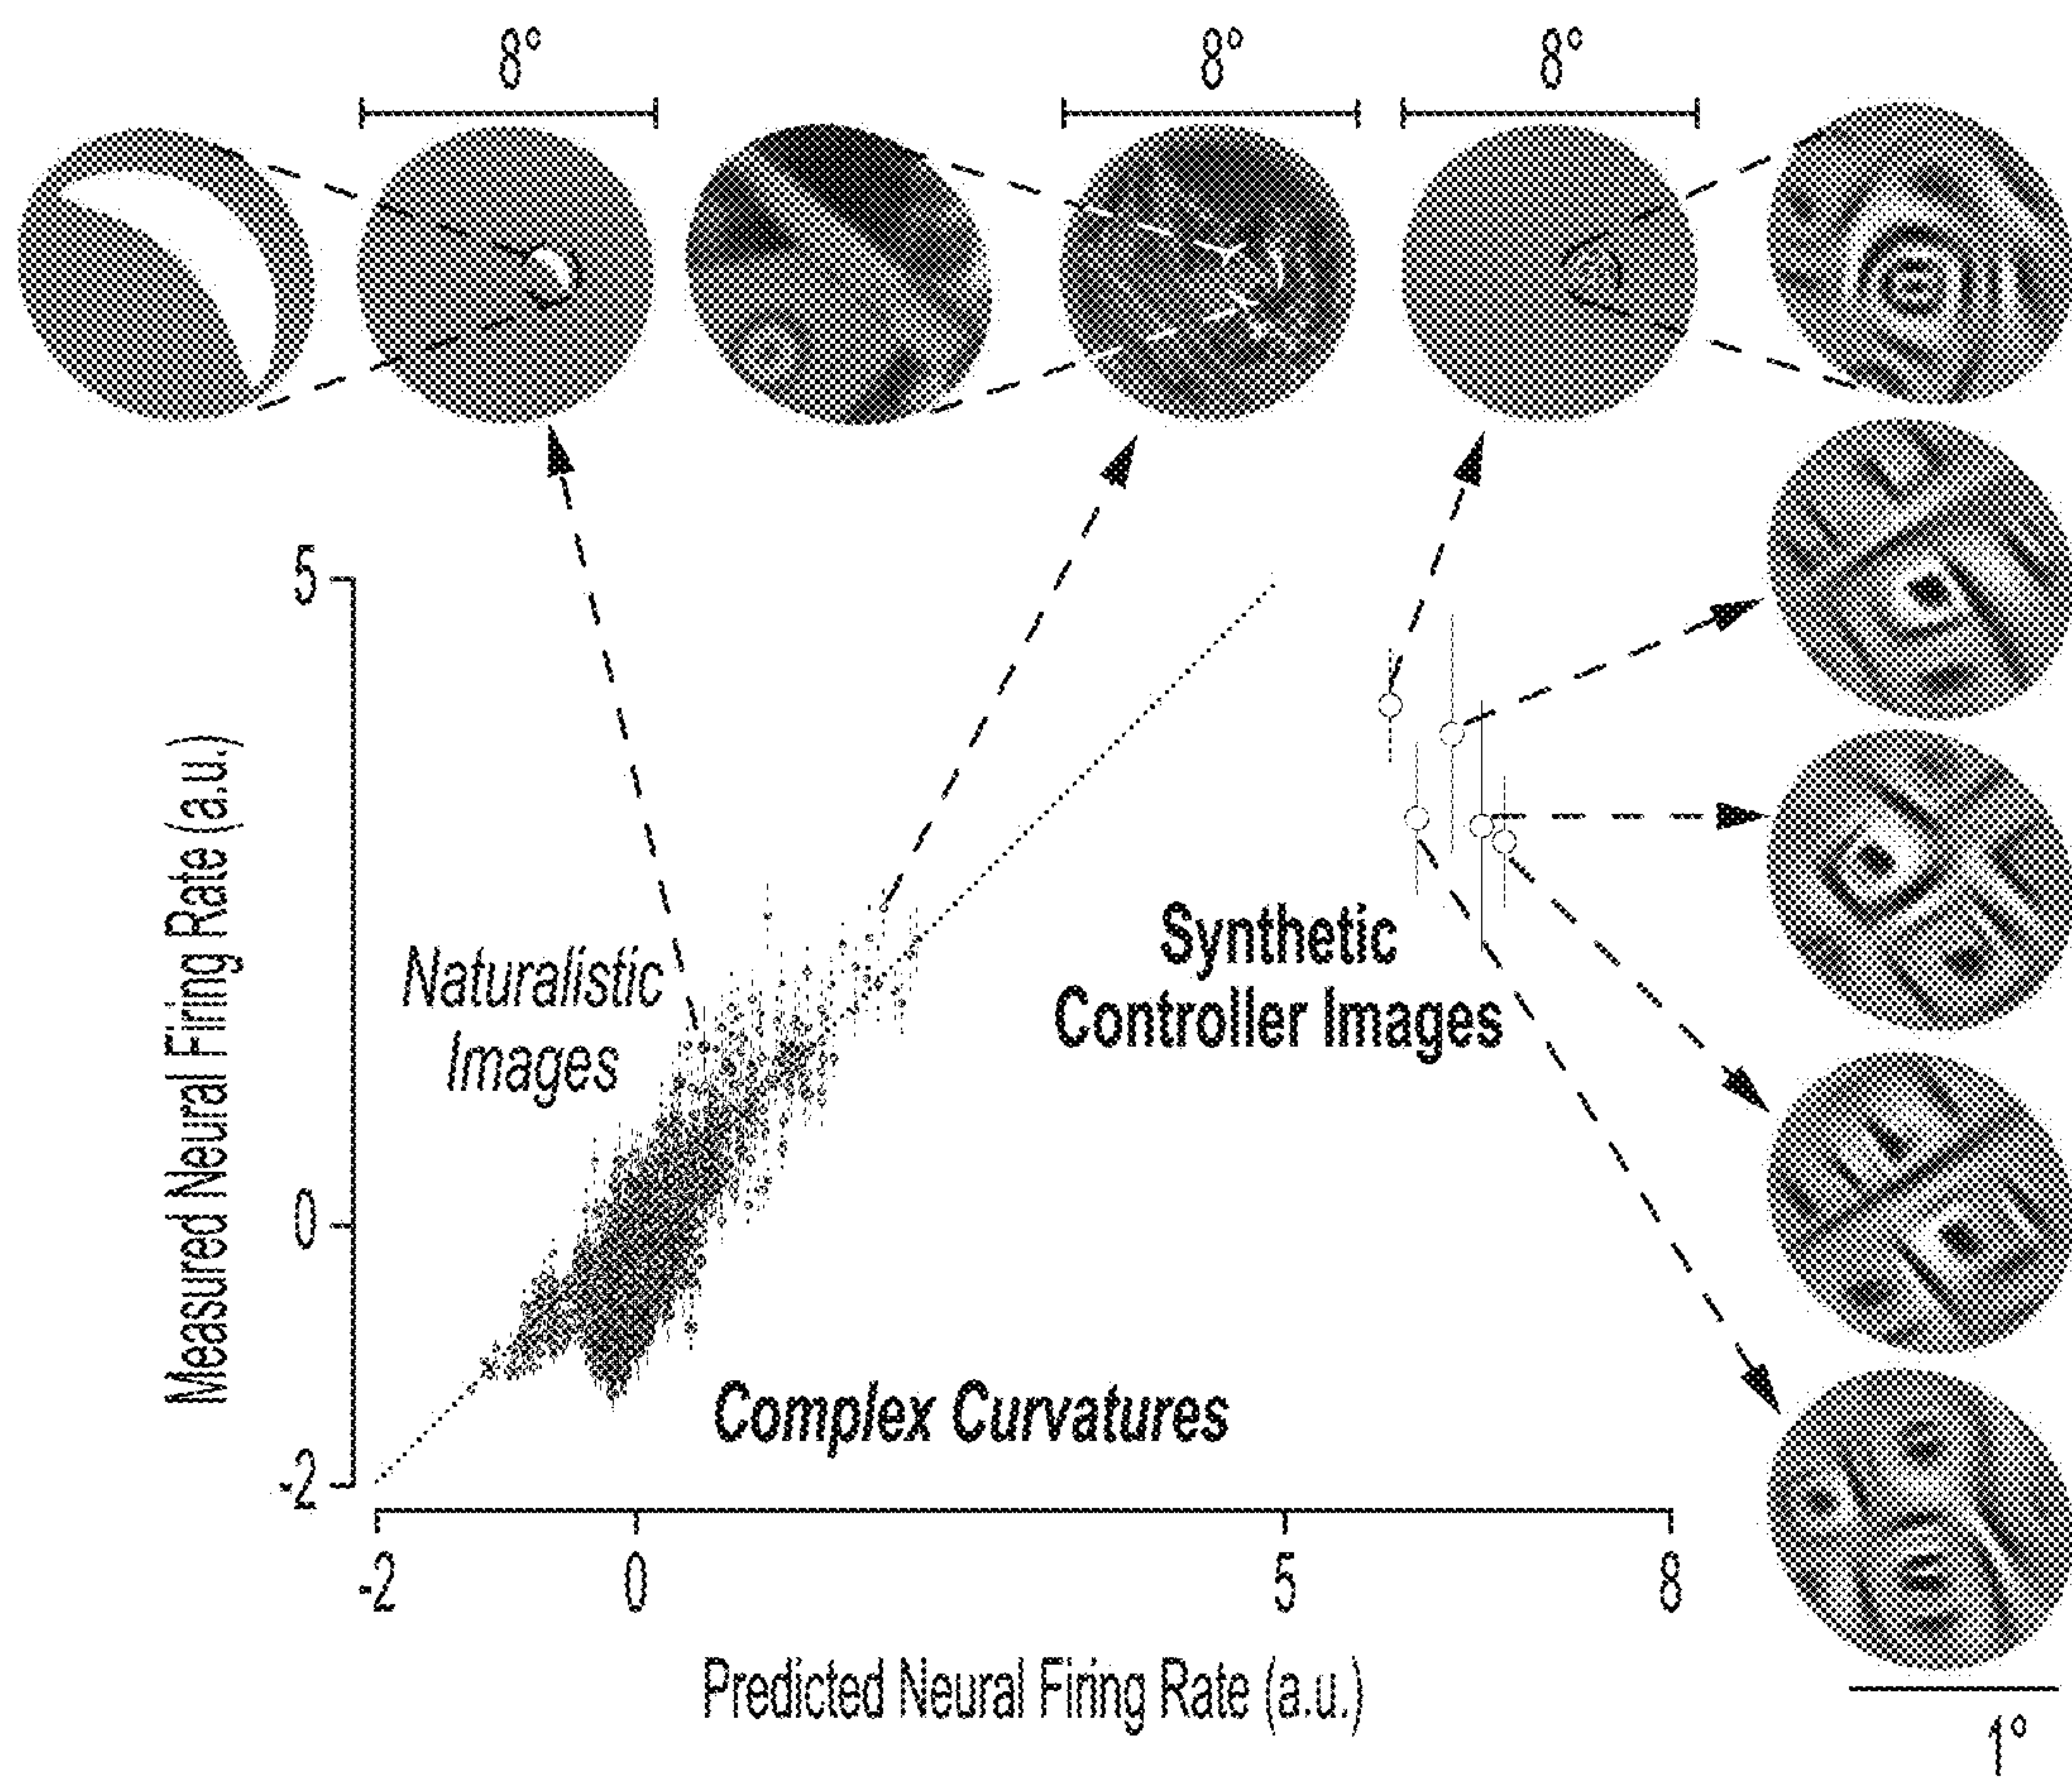 8°
8°
8°
5
Measured Neural Firing Rate (a.u.)
Naturalistic
Images
Synthetic
Controller Images
0
Complex Curvatures
-2
-2
0
5
8
Predicted Neural Firing Rate (a.u.)
1°